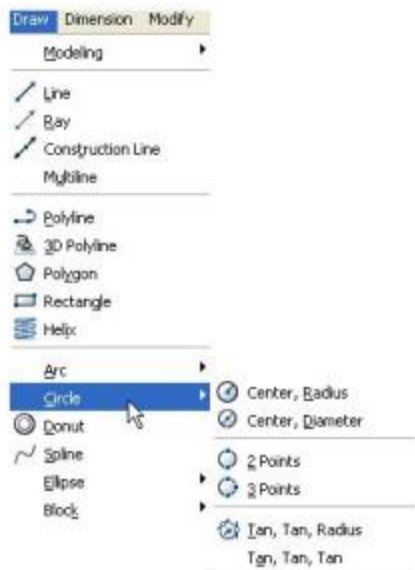 Draw Dimension Modify
Modeling
Line
Ray
Construction Line
Multiline
Polyline
3D Polyline
Polygon
Rectangle
Helix
Arc
Circle
Center, Radius
Donut
Center, Diameter
Spline
2 Points
Ellipse
3 Points
Block
Tan, Tan, Radius
Tan, Tan, Tan